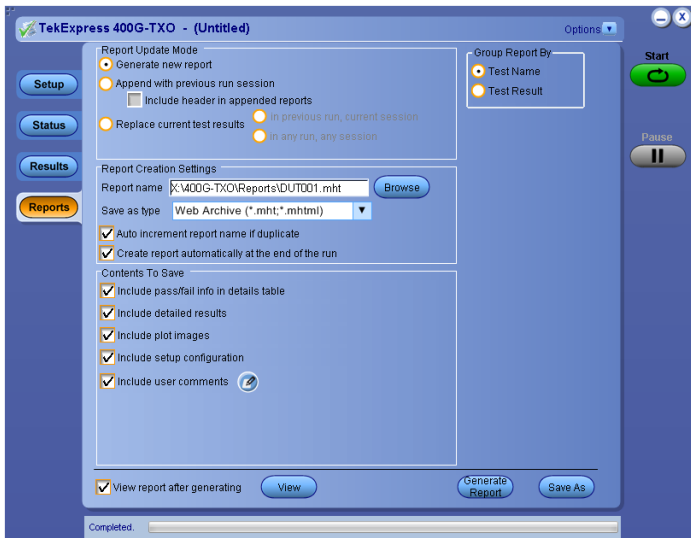 TekExpress 400G-TXO - (Untitled)
Options
Setup
Status
Results
Reports
Report Update Mode
Generate new report
Append with previous run session
Include header in appended reports
Replace current test results
in previous run, current session
in any run, any session
Group Report By
Test Name
Test Result
Report Creation Settings
Report name X:\400G-TXO\Reports\DUT001.mht Browse
Save as type Web Archive (*.mht;*.mhtml)
Auto increment report name if duplicate
Create report automatically at the end of the run
Contents To Save
Include pass/fail info in details table
Include detailed results
Include plot images
Include setup configuration
Include user comments
View report after generating View
Generate
Report
Save As
Start
Pause
Completed.